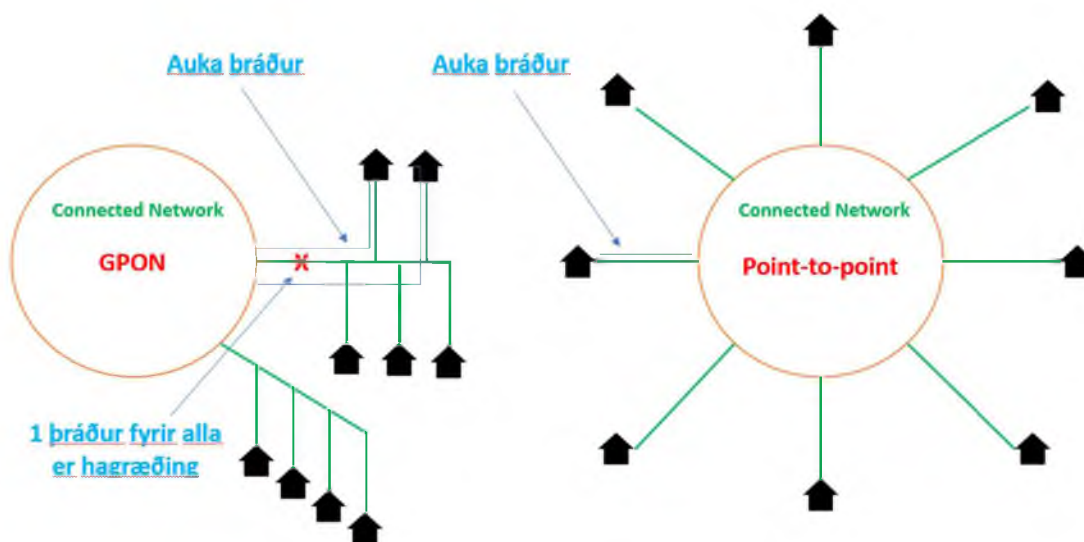 Auka þráður
Auka þráður
Connected Network
GPON
Connected Network
Point-to-point
1 þráður fyrir alla
er hagræðing